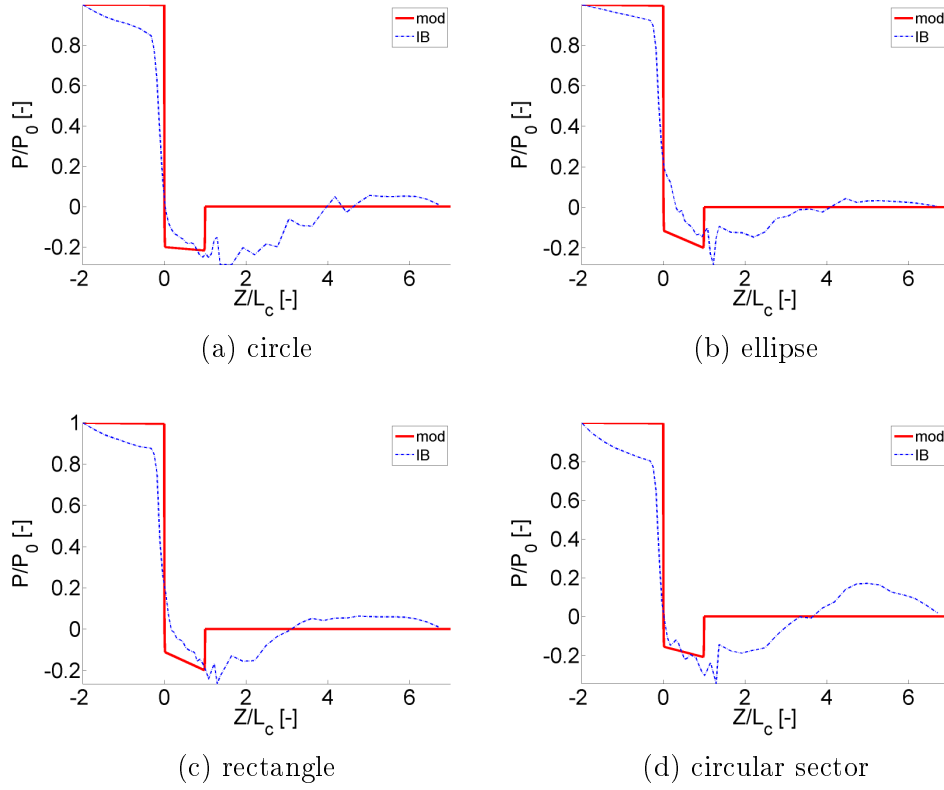 mod
IB
0.8
0.6
0.4
0.2
0
-0.2
P/P0 [-]
-2
0
2
4
6
Z/Lc [-]
(a) circle
mod
IB
0.8
0.6
0.4
0.2
0
-0.2
P/P0 [-]
-2
0
2
4
6
Z/Lc [-]
(b) ellipse
mod
IB
1
0.8
0.6
0.4
0.2
0
-0.2
P/P0 [-]
-2
0
2
4
6
Z/Lc [-]
(c) rectangle
mod
IB
0.8
0.6
0.4
0.2
0
-0.2
P/P0 [-]
-2
0
2
4
6
Z/Lc [-]
(d) circular sector